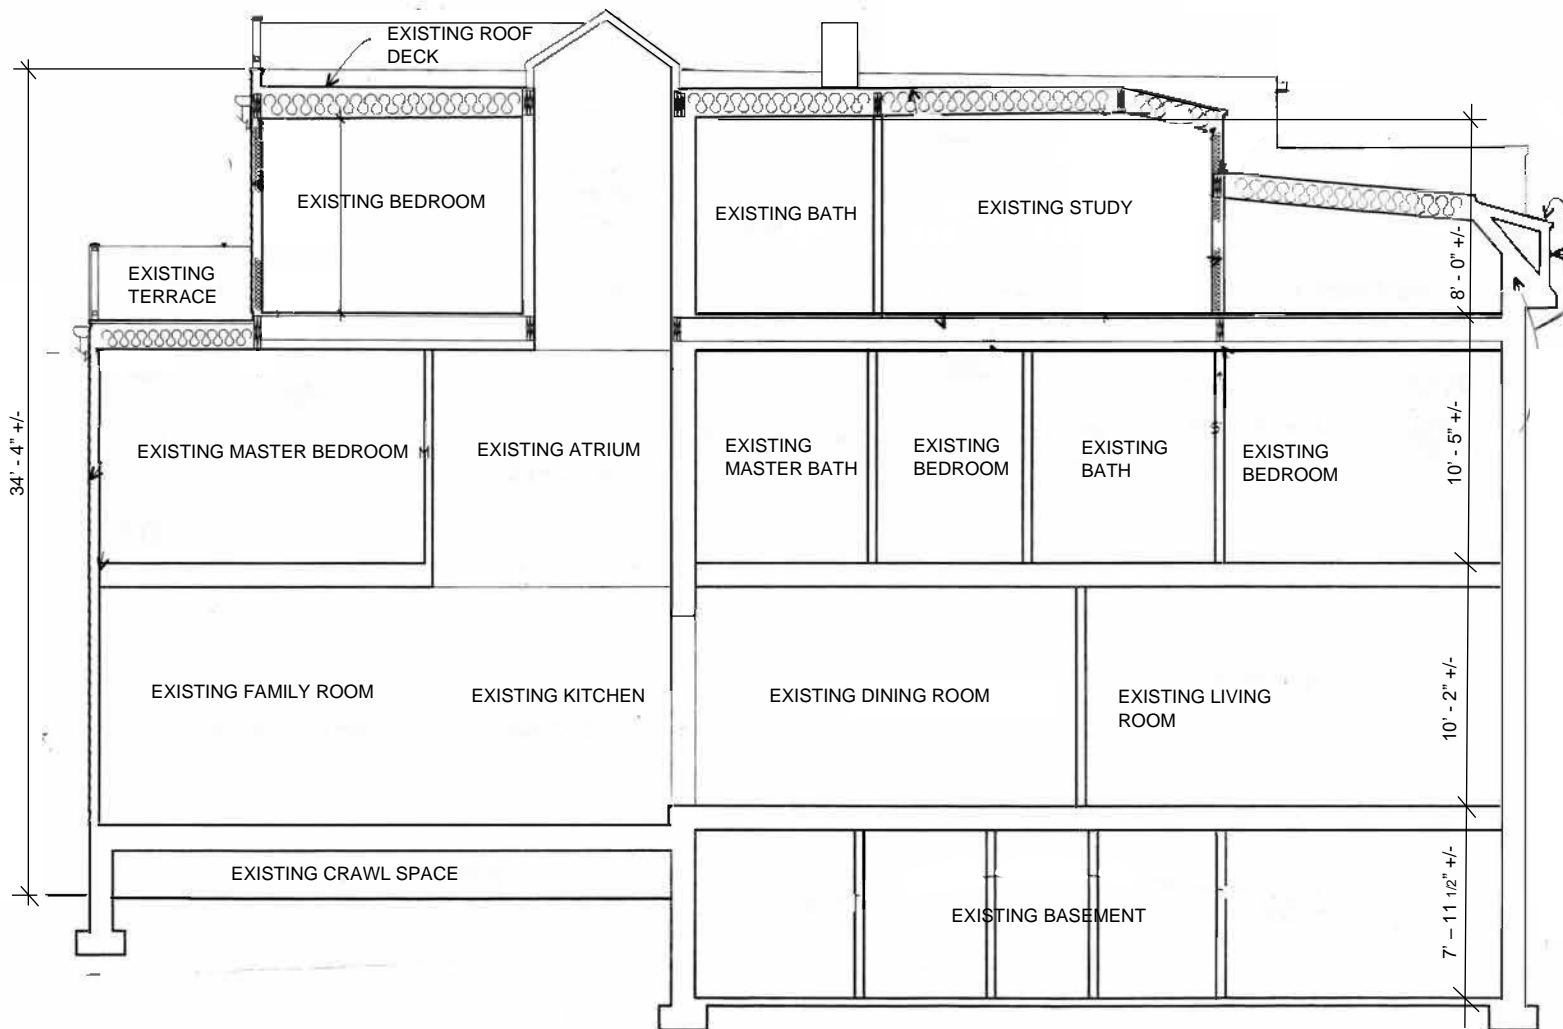 EXISTING ROOF
DECK
EXISTING BEDROOM
EXISTING BATH
EXISTING STUDY
EXISTING
TERRACE
8' - 0" +/-
34' - 4" +/-
EXISTING MASTER BEDROOM
EXISTING ATRIUM
EXISTING
MASTER BATH
EXISTING
BEDROOM
EXISTING
BATH
EXISTING
BEDROOM
10' - 5" +/-
EXISTING FAMILY ROOM
EXISTING KITCHEN
EXISTING DINING ROOM
EXISTING LIVING
ROOM
10' - 2" +/-
EXISTING CRAWL SPACE
EXISTING BASEMENT
7' – 11 1/2" +/-